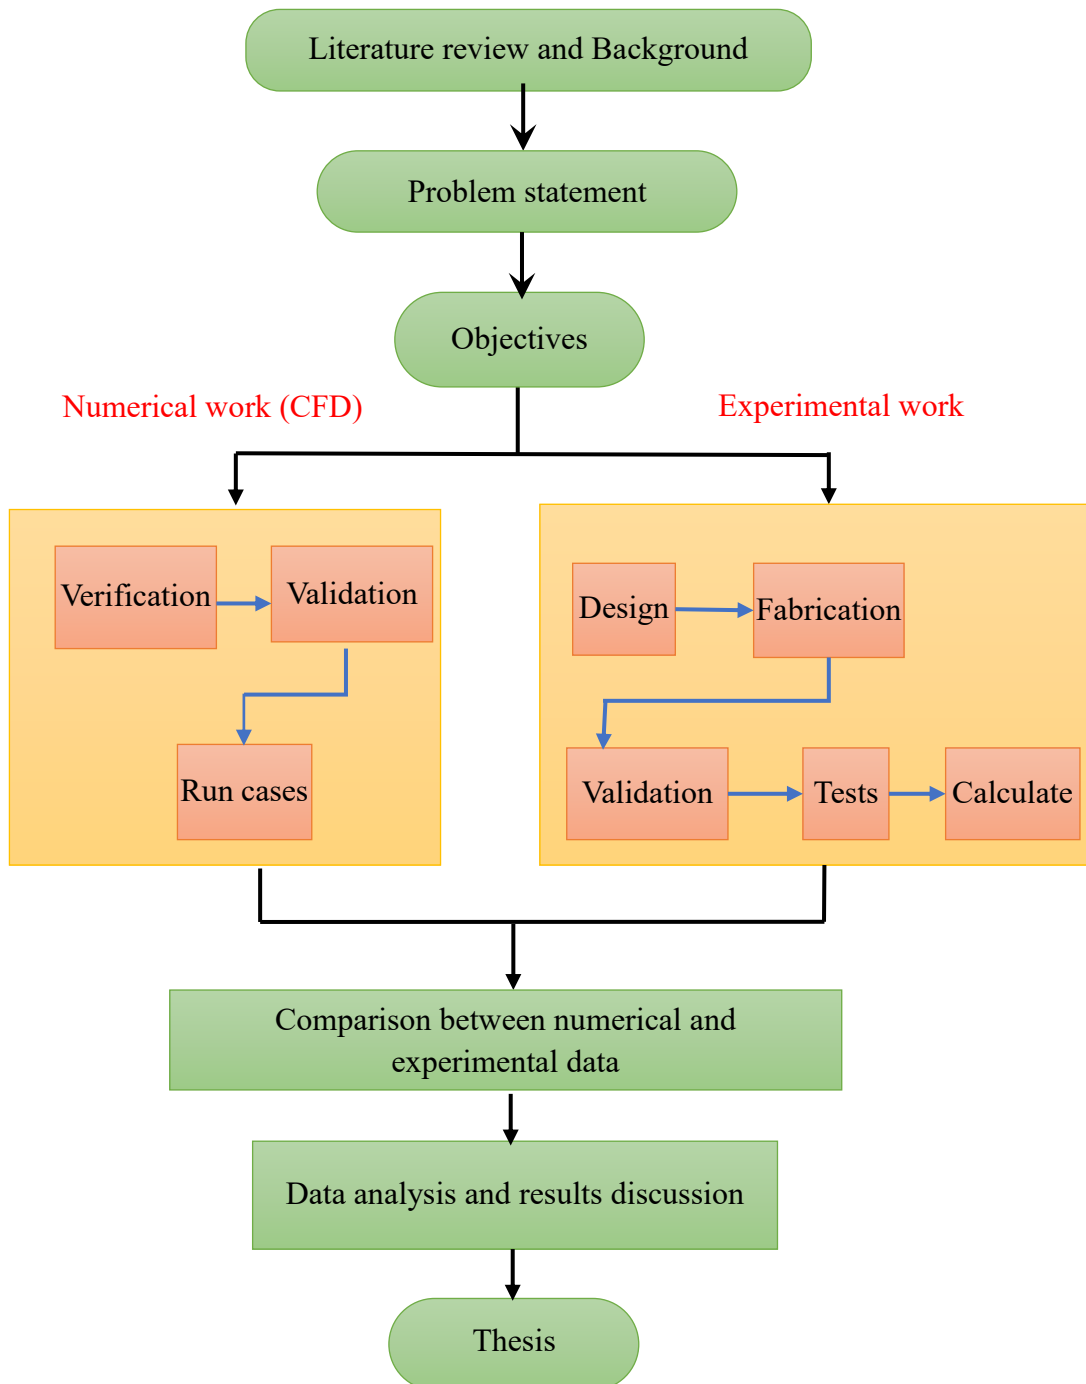 Literature review and Background
Problem statement
Objectives
Numerical work (CFD)
Experimental work
Verification
Validation
Run cases
Design
Fabrication
Validation
Tests
Calculate
Comparison between numerical and
experimental data
Data analysis and results discussion
Thesis